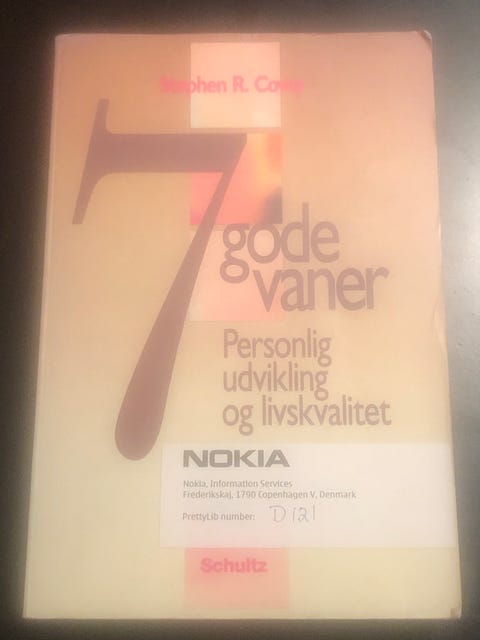 Stephen R. Covey
7
gode
vaner
Personlig
udvikling
og livskvalitet
NOKIA
Nokia, Information Services
Frederikskaj, 1790 Copenhagen V, Denmark
PrettyLib number: D 121
Schultz